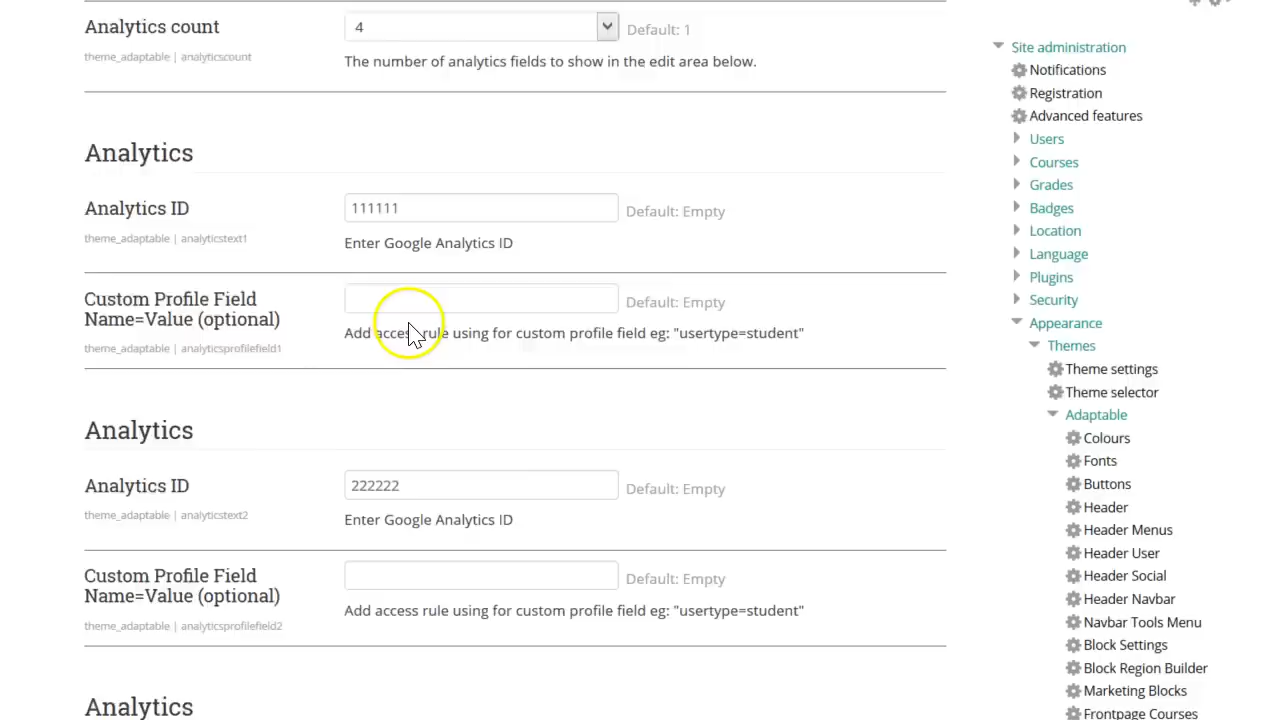 Analytics count
4
Default: 1
theme_adaptable | analyticscount
The number of analytics fields to show in the edit area below.
Analytics
Analytics ID
111111
Default: Empty
theme_adaptable | analyticstext1
Enter Google Analytics ID
Custom Profile Field
Name=Value (optional)
Default: Empty
theme_adaptable | analyticsprofilefield1
Add access rule using for custom profile field eg: "usertype=student"
Analytics
Analytics ID
222222
Default: Empty
theme_adaptable | analyticstext2
Enter Google Analytics ID
Custom Profile Field
Name=Value (optional)
Default: Empty
theme_adaptable | analyticsprofilefield2
Add access rule using for custom profile field eg: "usertype=student"
Analytics
Site administration
Notifications
Registration
Advanced features
Users
Courses
Grades
Badges
Location
Language
Plugins
Security
Appearance
Themes
Theme settings
Theme selector
Adaptable
Colours
Fonts
Buttons
Header
Header Menus
Header User
Header Social
Header Navbar
Navbar Tools Menu
Block Settings
Block Region Builder
Marketing Blocks
Frontpage Courses